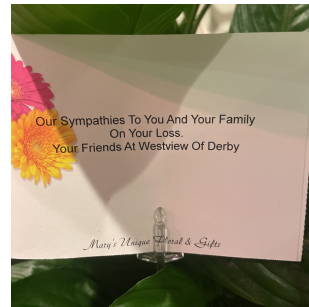 Our Sympathies To You And Your Family
On Your Loss.
Your Friends At Westview Of Derby
Mary's Unique Floral & Gifts